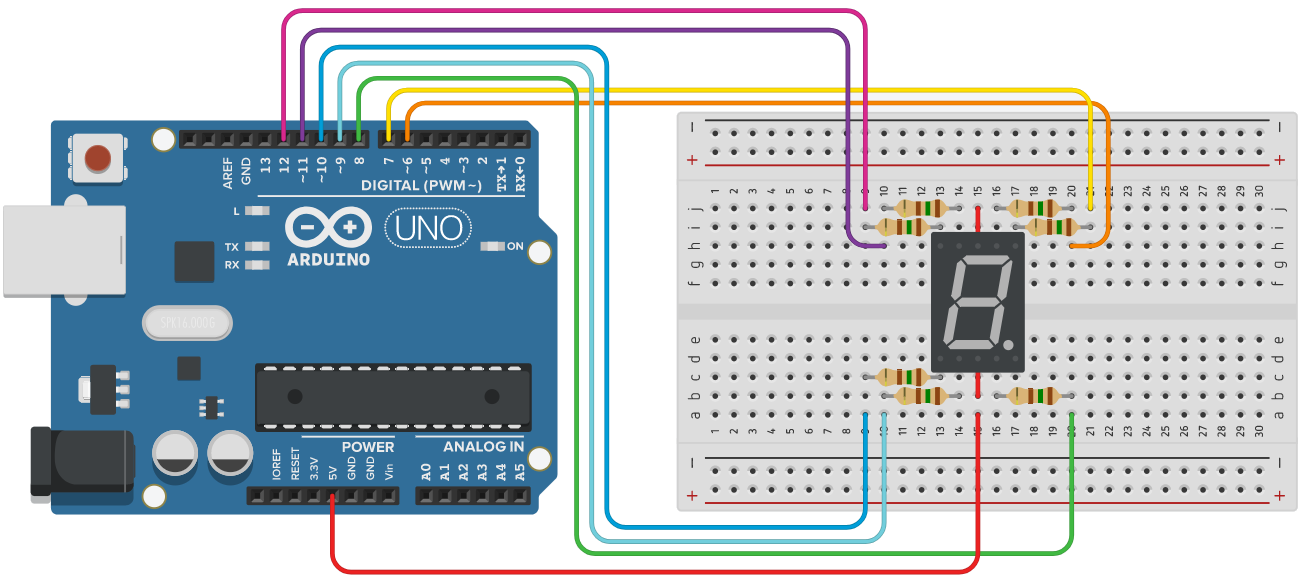 AREF
GND
13
12
~11
~10
~9
8
7
~6
~5
4
~3
2
TX→1
RX←0
DIGITAL (PWM~)
L
TX
RX
UNO
ON
ARDUINO
SPK16.000G
POWER
ANALOG IN
IOREF
RESET
3.3V
5V
GND
GND
Vin
A0
A1
A2
A3
A4
A5
− −
+ +
1 2 3 4 5 6 7 8 9 10 11 12 13 14 15 16 17 18 19 20 21 22 23 24 25 26 27 28 29 30
j j
i i
h h
g g
f f
e e
d d
c c
b b
a a
1 2 3 4 5 6 7 8 9 10 11 12 13 14 15 16 17 18 19 20 21 22 23 24 25 26 27 28 29 30
− −
+ +